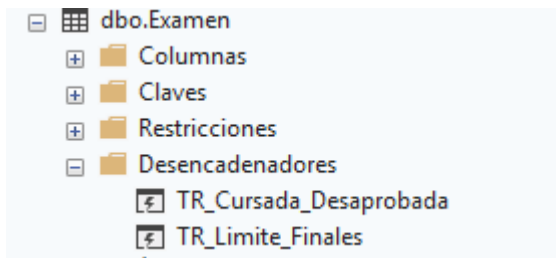 dbo.Examen
Columnas
Claves
Restricciones
Desencadenadores
TR_Cursada_Desaprobada
TR_Limite_Finales